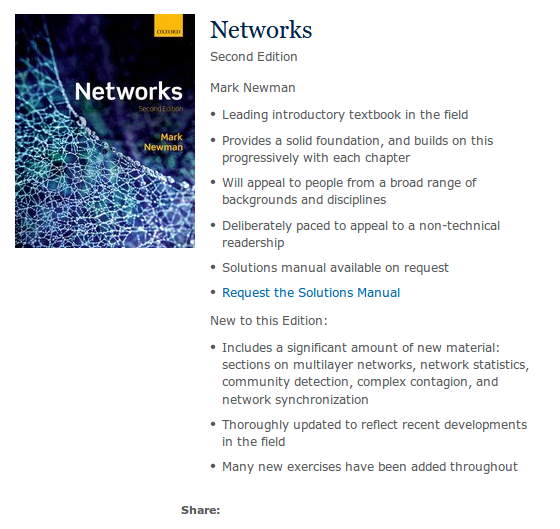 OXFORD
Networks
Second Edition
Mark
Newman
Networks
Second Edition
Mark Newman
• Leading introductory textbook in the field
• Provides a solid foundation, and builds on this
progressively with each chapter
• Will appeal to people from a broad range of
backgrounds and disciplines
• Deliberately paced to appeal to a non-technical
readership
• Solutions manual available on request
• Request the Solutions Manual
New to this Edition:
• Includes a significant amount of new material:
sections on multilayer networks, network statistics,
community detection, complex contagion, and
network synchronization
• Thoroughly updated to reflect recent developments
in the field
• Many new exercises have been added throughout
Share: